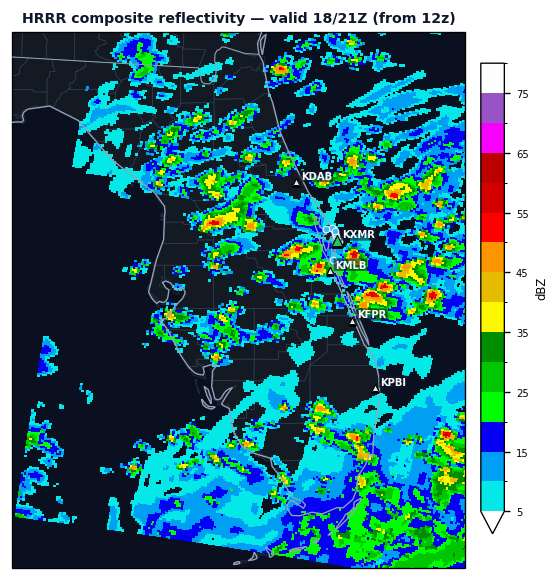 HRRR composite reflectivity — valid 18/21Z (from 12z)
75
65
55
45
35
25
15
5
dBZ
KDAB
KXMR
KMLB
KFPR
KPBI